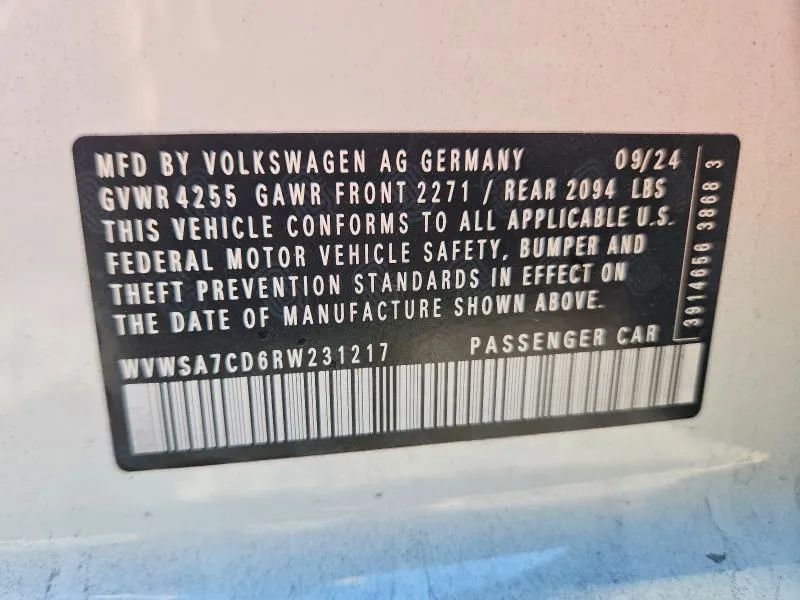 MFD BY VOLKSWAGEN AG GERMANY 09/24
GVWR 4255 GAWR FRONT 2271 / REAR 2094 LBS
THIS VEHICLE CONFORMS TO ALL APPLICABLE U.S.
FEDERAL MOTOR VEHICLE SAFETY, BUMPER AND
THEFT PREVENTION STANDARDS IN EFFECT ON
THE DATE OF MANUFACTURE SHOWN ABOVE.
WVWSA7CD6RW231217 PASSENGER CAR
3914656 3868 3